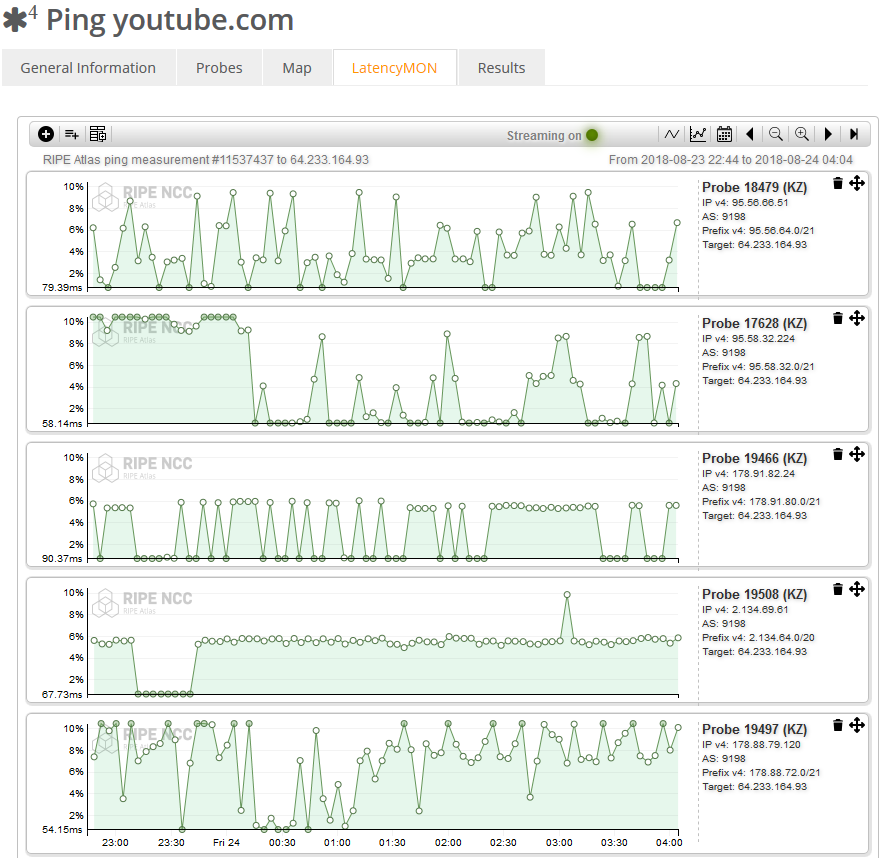 ✱4 Ping youtube.com
General Information Probes Map LatencyMON Results
Streaming on
RIPE Atlas ping measurement #11537437 to 64.233.164.93 From 2018-08-23 22:44 to 2018-08-24 04:04
RIPE NCC
RIPE Atlas
10%
8%
6%
4%
2%
79.39ms
Probe 18479 (KZ)
IP v4: 95.56.66.51
AS: 9198
Prefix v4: 95.56.64.0/21
Target: 64.233.164.93
RIPE NCC
RIPE Atlas
10%
8%
6%
4%
2%
58.14ms
Probe 17628 (KZ)
IP v4: 95.58.32.224
AS: 9198
Prefix v4: 95.58.32.0/21
Target: 64.233.164.93
RIPE NCC
RIPE Atlas
10%
8%
6%
4%
2%
90.37ms
Probe 19466 (KZ)
IP v4: 178.91.82.24
AS: 9198
Prefix v4: 178.91.80.0/21
Target: 64.233.164.93
RIPE NCC
RIPE Atlas
10%
8%
6%
4%
2%
67.73ms
Probe 19508 (KZ)
IP v4: 2.134.69.61
AS: 9198
Prefix v4: 2.134.64.0/20
Target: 64.233.164.93
RIPE NCC
RIPE Atlas
10%
8%
6%
4%
2%
54.15ms
Probe 19497 (KZ)
IP v4: 178.88.79.120
AS: 9198
Prefix v4: 178.88.72.0/21
Target: 64.233.164.93
23:00 23:30 Fri 24 00:30 01:00 01:30 02:00 02:30 03:00 03:30 04:00